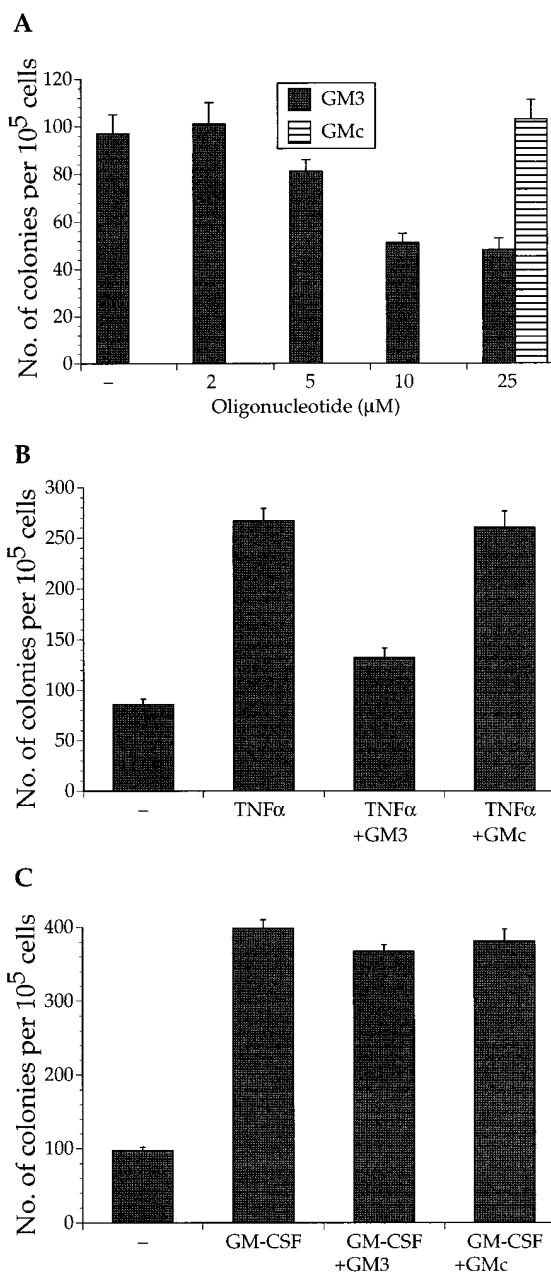 A
No. of colonies per 10⁵ cells
120
100
80
60
40
20
0
GM3
GMc
–
2
5
10
25
Oligonucleotide (µM)
B
No. of colonies per 10⁵ cells
300
250
200
150
100
50
0
–
TNFα
TNFα
+GM3
TNFα
+GMc
C
No. of colonies per 10⁵ cells
400
300
200
100
0
–
GM-CSF
GM-CSF
+GM3
GM-CSF
+GMc